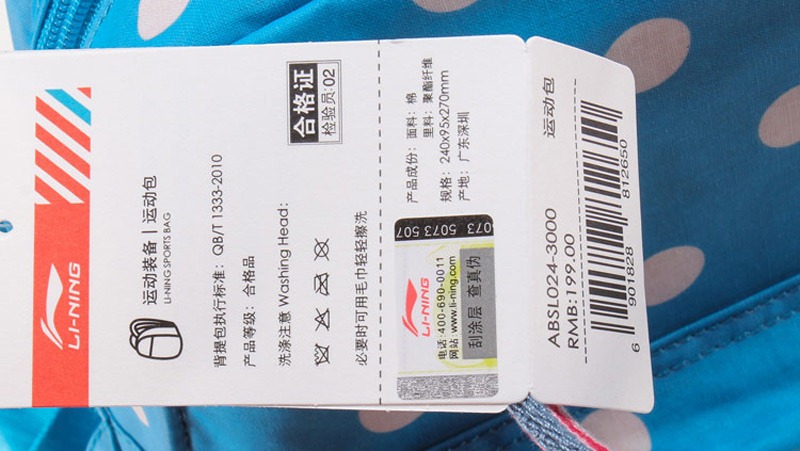 LI-NING
运动装备 | 运动包
LI-NING SPORTS BAG
背提包执行标准: QB/T 1333-2010
产品等级: 合格品
洗涤注意 Washing Head:
必要时可用毛巾轻轻擦洗
合格证
检验员:02
产品成份: 面料: 棉
里料: 聚酯纤维
规格: 240x95x270mm
产地: 广东深圳
073 5073 507
LI-NING
电话:400-690-0011
网站:www.li-ning.com
刮涂层 查真伪
运动包
ABSL024-3000
RMB:199.00
6 901828 812650